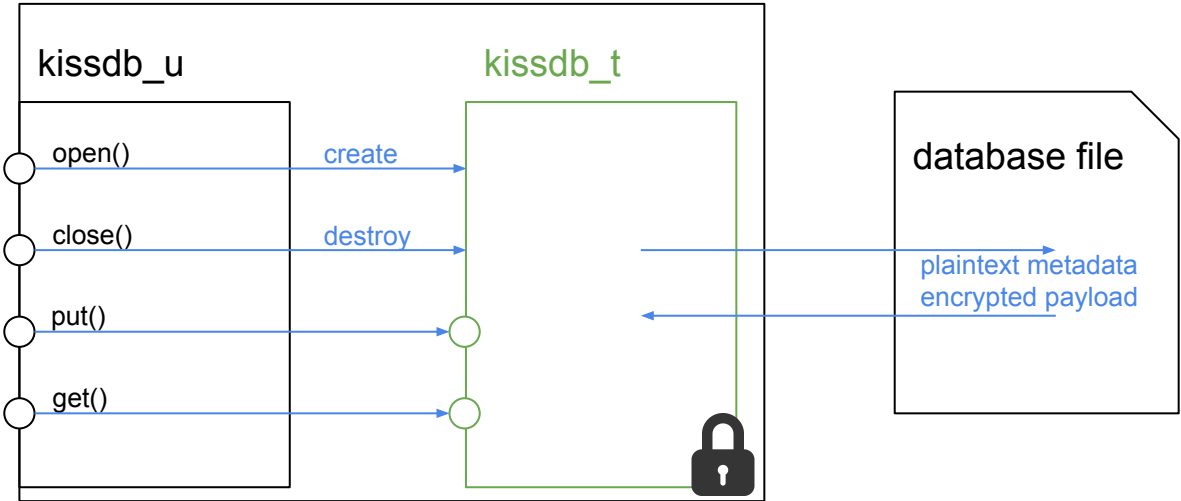 kissdb_u
kissdb_t
open()
create
close()
destroy
put()
get()
database file
plaintext metadata
encrypted payload